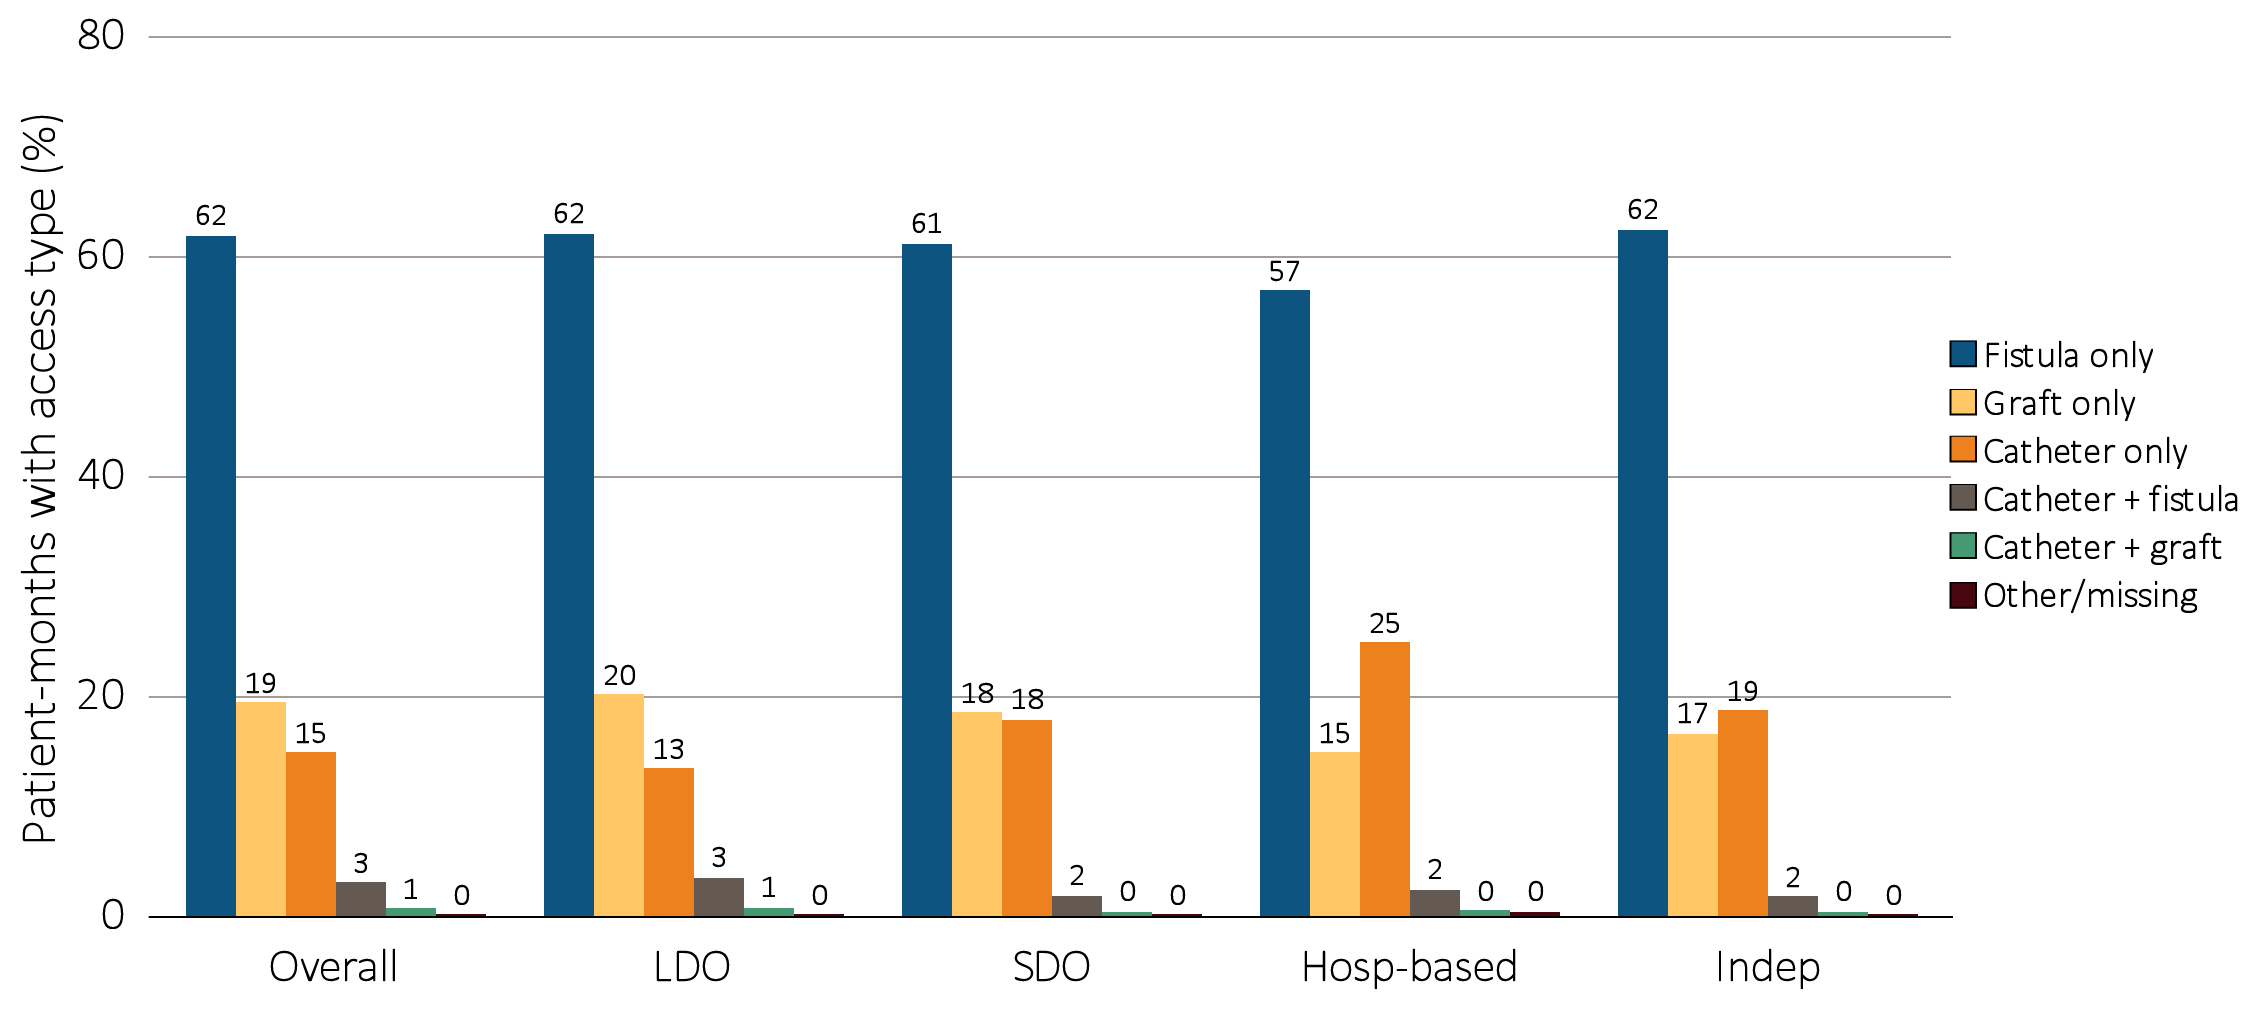 Patient-months with access type (%)
80
60
40
20
0
62
19
15
3
1
0
62
20
13
3
1
0
61
18
18
2
0
0
57
15
25
2
0
0
62
17
19
2
0
0
Overall
LDO
SDO
Hosp-based
Indep
Fistula only
Graft only
Catheter only
Catheter + fistula
Catheter + graft
Other/missing